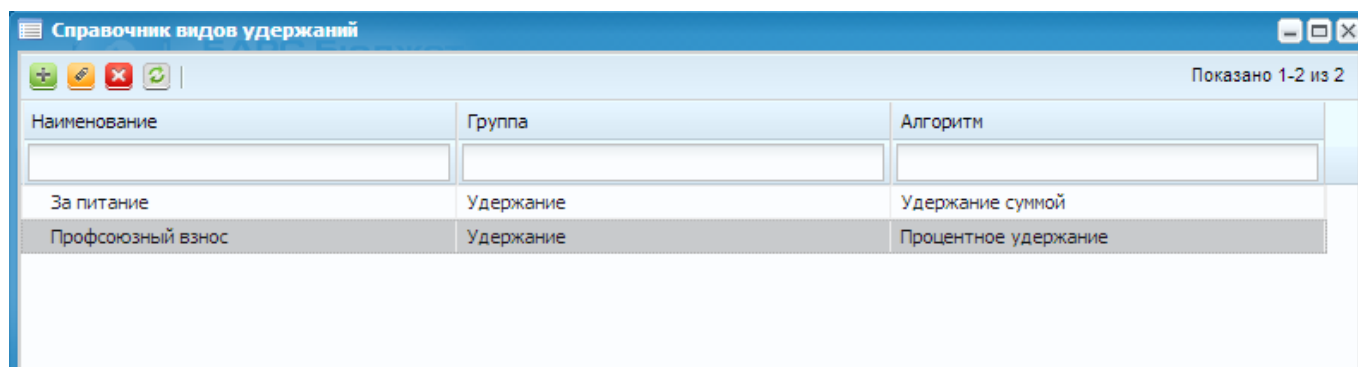 Справочник видов удержаний
Показано 1-2 из 2
Наименование Группа Алгоритм
За питание Удержание Удержание суммой
Профсоюзный взнос Удержание Процентное удержание